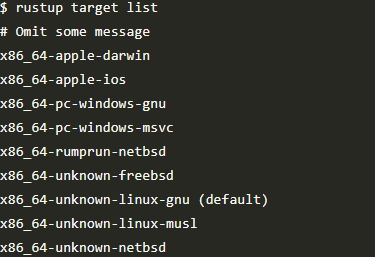 $ rustup target list
# Omit some message
x86_64-apple-darwin
x86_64-apple-ios
x86_64-pc-windows-gnu
x86_64-pc-windows-msvc
x86_64-rumprun-netbsd
x86_64-unknown-freebsd
x86_64-unknown-linux-gnu (default)
x86_64-unknown-linux-musl
x86_64-unknown-netbsd